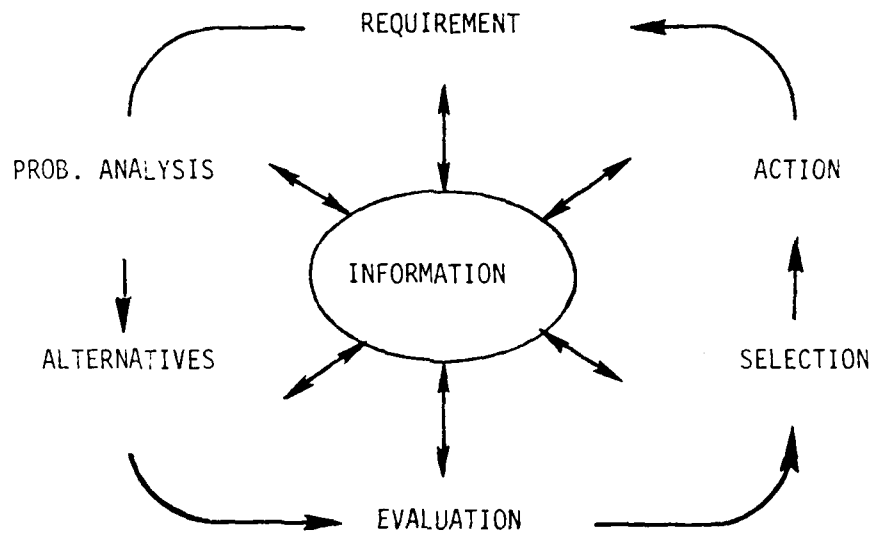 REQUIREMENT
PROB. ANALYSIS
ACTION
INFORMATION
ALTERNATIVES
SELECTION
EVALUATION